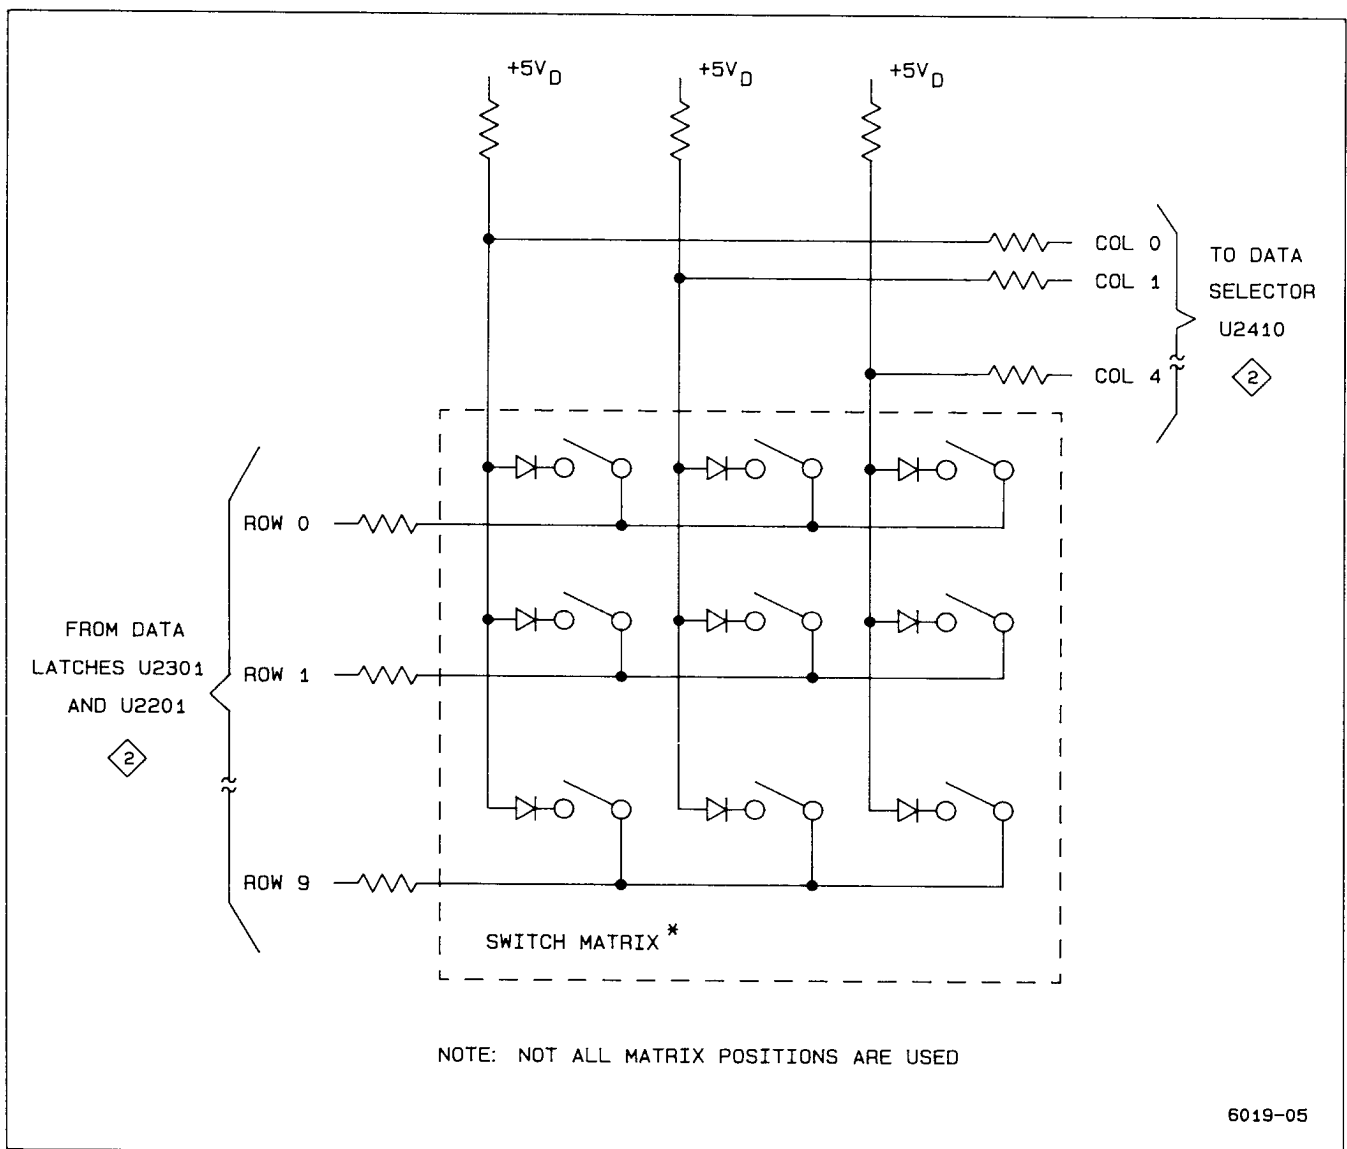 +5VD +5VD +5VD
COL 0
COL 1
COL 4
TO DATA
SELECTOR
U2410
2
ROW 0
ROW 1
ROW 9
FROM DATA
LATCHES U2301
AND U2201
2
SWITCH MATRIX*
NOTE: NOT ALL MATRIX POSITIONS ARE USED
6019-05